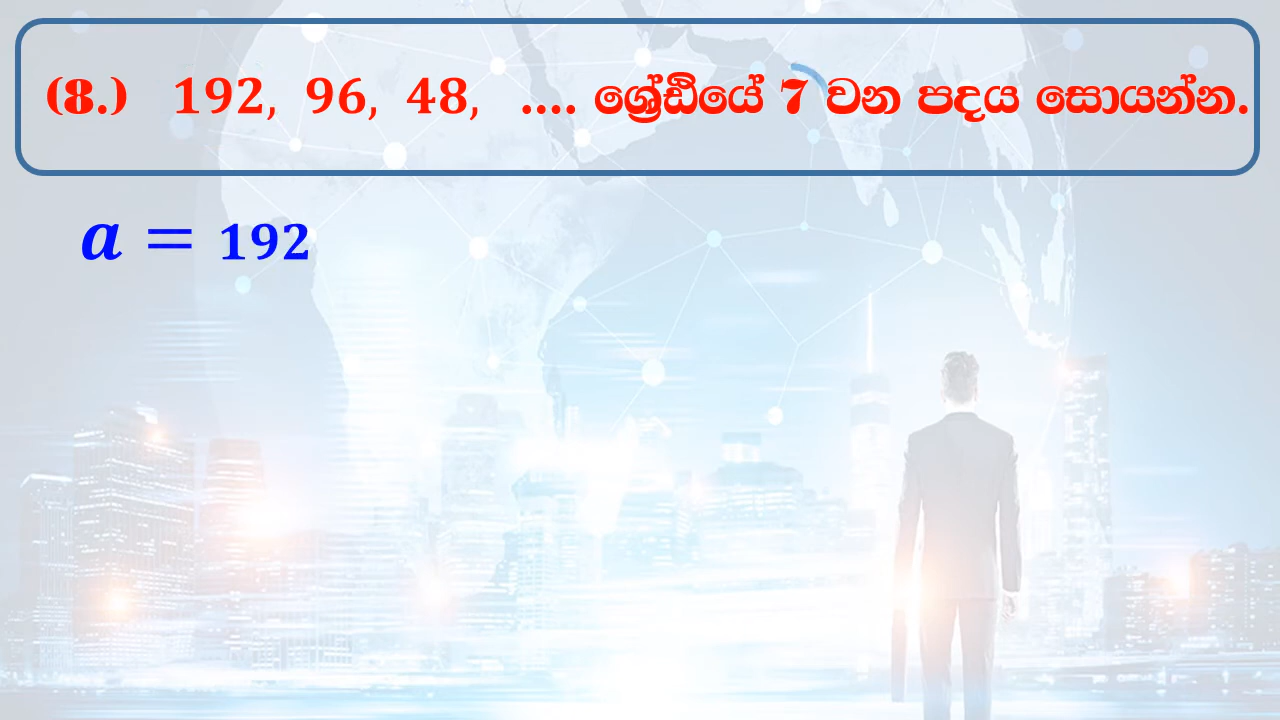 (8.) 192, 96, 48, .... ශ්‍රේඪියේ 7 වන පදය සොයන්න.
a = 192